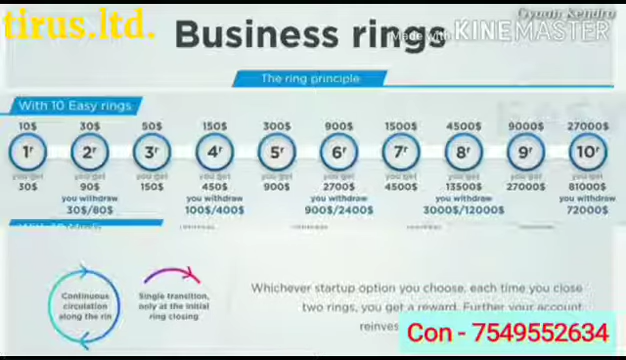 tirus.ltd.
Gyaan Kendra
Business rings
Made with KINEMASTER
The ring principle
With 10 Easy rings
10$ 30$ 50$ 150$ 300$ 900$ 1500$ 4500$ 9000$ 27000$
1r 2r 3r 4r 5r 6r 7r 8r 9r 10r
you get you get you get you get you get you get you get you get you get you get
30$ 90$ 150$ 450$ 900$ 2700$ 4500$ 13500$ 27000$ 81000$
you withdraw you withdraw you withdraw you withdraw you withdraw
30$/80$ 100$/400$ 900$/2400$ 3000$/12000$ 72000$
Continuous
circulation
along the rin
Single transition,
only at the initial
ring closing
Whichever startup option you choose, each time you close
two rings, you get a reward. Further your account
reinves
Con - 7549552634